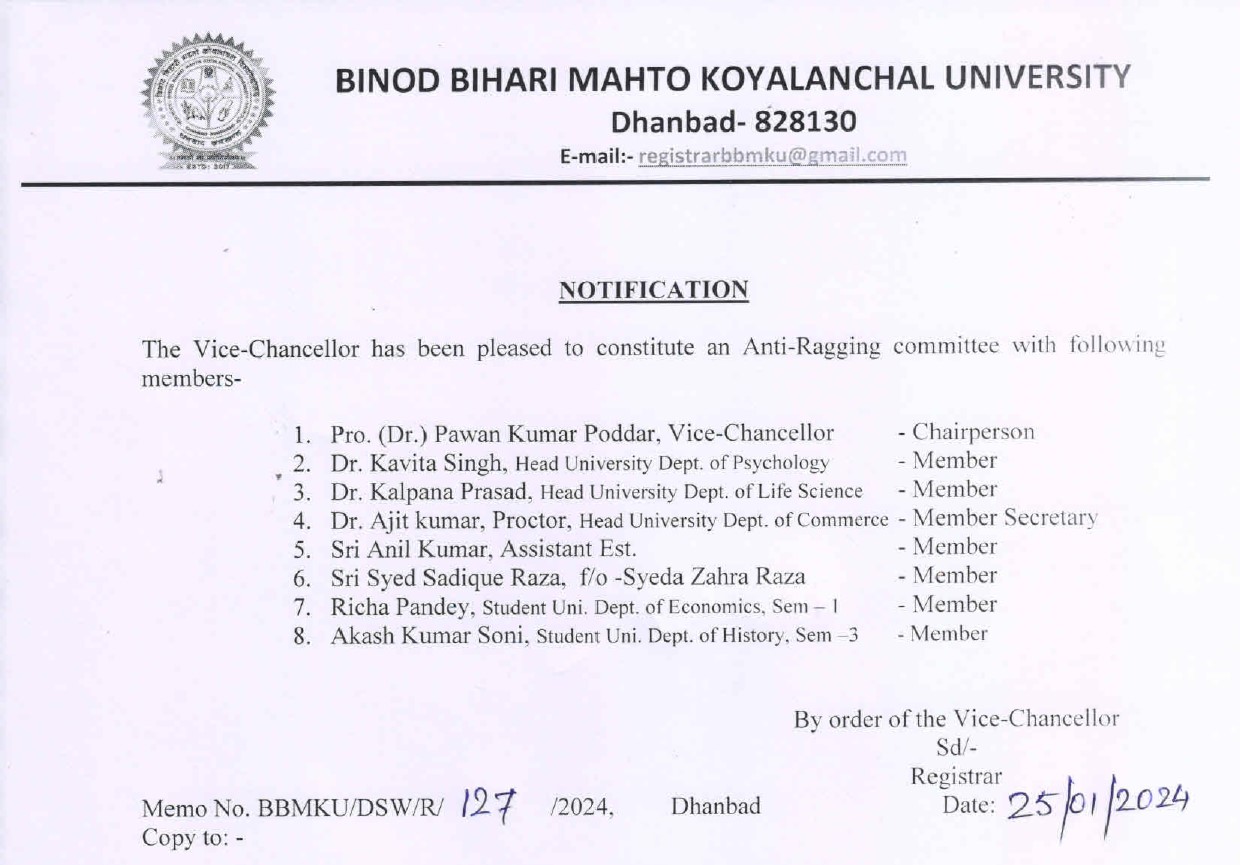 BINOD BIHARI MAHTO KOYALANCHAL UNIVERSITY
Dhanbad- 828130
E-mail:- registrarbbmku@gmail.com
NOTIFICATION
The Vice-Chancellor has been pleased to constitute an Anti-Ragging committee with following
members-
1. Pro. (Dr.) Pawan Kumar Poddar, Vice-Chancellor - Chairperson
2. Dr. Kavita Singh, Head University Dept. of Psychology - Member
3. Dr. Kalpana Prasad, Head University Dept. of Life Science - Member
4. Dr. Ajit kumar, Proctor, Head University Dept. of Commerce - Member Secretary
5. Sri Anil Kumar, Assistant Est. - Member
6. Sri Syed Sadique Raza, f/o -Syeda Zahra Raza - Member
7. Richa Pandey, Student Uni. Dept. of Economics, Sem – 1 - Member
8. Akash Kumar Soni, Student Uni. Dept. of History, Sem –3 - Member
By order of the Vice-Chancellor
Sd/-
Registrar
Memo No. BBMKU/DSW/R/ 127 /2024, Dhanbad Date: 25/01/2024
Copy to: -